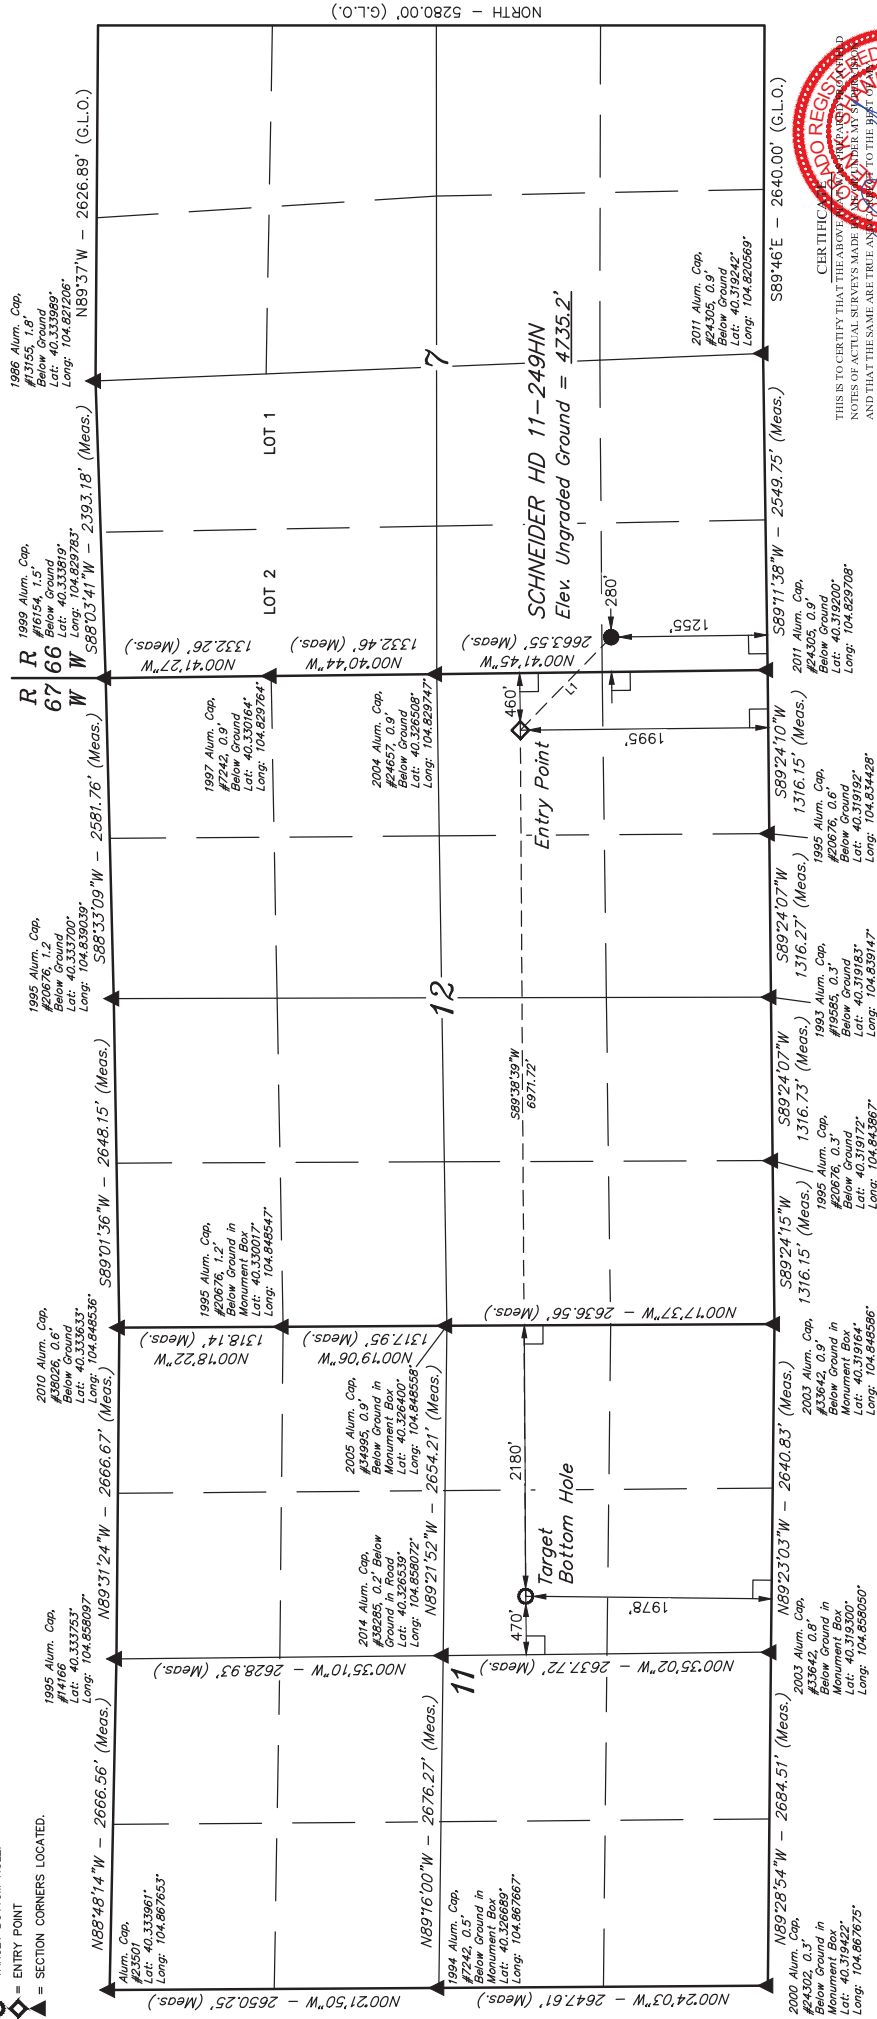 = ENTRY POINT
= SECTION CORNERS LOCATED.
N88°48'14"W - 2666.56' (Meas.)
1995 Alum. Cap,
#14166
Lat: 40.333753°
Long: 104.858097°
N89°31'24"W - 2666.67' (Meas.)
2010 Alum. Cap,
#38026, 0.6'
Below Ground
Lat: 40.333633°
Long: 104.848536°
S89°01'36"W - 2648.15' (Meas.)
1995 Alum. Cap,
#20676, 1.2
Below Ground
Lat: 40.333700°
Long: 104.839039°
S88°33'09"W - 2581.76' (Meas.)
R R
67 66
W W
1999 Alum. Cap,
#16154, 1.5'
Below Ground
Lat: 40.333819°
Long: 104.829783°
S88°03'41"W - 2393.18' (Meas.)
1986 Alum. Cap,
#13155, 1.8'
Below Ground
Lat: 40.333989°
Long: 104.821206°
N89°37'W - 2626.89' (G.L.O.)
NORTH - 5280.00' (G.L.O.)
Alum. Cap,
#23501
Lat: 40.333961°
Long: 104.867653°
N00°21'50"W - 2650.25' (Meas.)
N00°35'10"W - 2628.93' (Meas.)
N00°18'22"W
1318.14' (Meas.)
1995 Alum. Cap,
#20676, 1.2'
Below Ground in
Monument Box
Lat: 40.330017°
Long: 104.848547°
N00°19'06"W
1317.95' (Meas.)
1997 Alum. Cap,
#7242, 0.9'
Below Ground
Lat: 40.330164°
Long: 104.829764°
N00°41'27"W
1332.26' (Meas.)
N00°40'44"W
1332.46' (Meas.)
LOT 2
LOT 1
N89°16'00"W - 2676.27' (Meas.)
2014 Alum. Cap,
#38285, 0.2' Below
Ground in Road
Lat: 40.326539°
Long: 104.858072°
N89°21'52"W - 2654.21' (Meas.)
2005 Alum. Cap,
#34995, 0.9'
Below Ground in
Monument Box
Lat: 40.326400°
Long: 104.848558°
2004 Alum. Cap,
#24657, 0.9'
Below Ground
Lat: 40.326508°
Long: 104.829747°
1994 Alum. Cap,
#7242, 0.5'
Below Ground in
Monument Box
Lat: 40.326689°
Long: 104.867667°
11
12
7
N00°24'03"W - 2647.61' (Meas.)
N00°35'02"W - 2637.72' (Meas.)
470'
2180'
Target
Bottom Hole
1978'
N00°17'37"W - 2636.56' (Meas.)
S89°38'39"W
6971.72'
Entry Point
460'
1995'
L1
N00°41'45"W
2663.55' (Meas.)
SCHNEIDER HD 11-249HN
Elev. Ungraded Ground = 4735.2'
280'
1255'
2011 Alum. Cap,
#24305, 0.9'
Below Ground
Lat: 40.319242°
Long: 104.820569°
N89°28'54"W - 2684.51' (Meas.)
N89°23'03"W - 2640.83' (Meas.)
S89°24'15"W
1316.15' (Meas.)
S89°24'07"W
1316.73' (Meas.)
S89°24'07"W
1316.27' (Meas.)
S89°24'10"W
1316.15' (Meas.)
S89°11'38"W - 2549.75' (Meas.)
S89°46'E - 2640.00' (G.L.O.)
2000 Alum. Cap,
#24302, 0.3'
Below Ground in
Monument Box
Lat: 40.319422°
Long: 104.867675°
2003 Alum. Cap,
#33642, 0.8'
Below Ground in
Monument Box
Lat: 40.319300°
Long: 104.858050°
2003 Alum. Cap,
#33642, 0.9'
Below Ground in
Monument Box
Lat: 40.319164°
Long: 104.848586°
1995 Alum. Cap,
#20676, 0.3'
Below Ground
Lat: 40.319172°
Long: 104.843867°
1993 Alum. Cap,
#19585, 0.3'
Below Ground
Lat: 40.319183°
Long: 104.839147°
1995 Alum. Cap,
#20676, 0.6'
Below Ground
Lat: 40.319192°
Long: 104.834428°
2011 Alum. Cap,
#24305, 0.9'
Below Ground
Lat: 40.319200°
Long: 104.829708°
CERTIFICATE
THIS IS TO CERTIFY THAT THE ABOVE
NOTES OF ACTUAL SURVEYS MADE UNDER MY
AND THAT THE SAME ARE TRUE AND TO THE BEST OF
REGISTERED